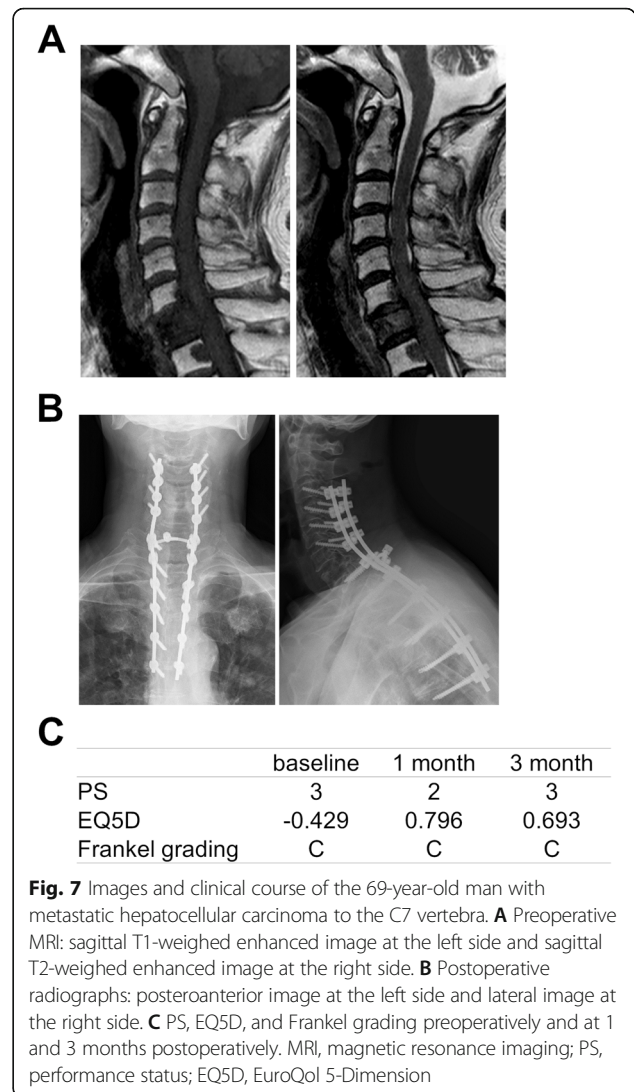 A
B
C
baseline 1 month 3 month
PS 3 2 3
EQ5D -0.429 0.796 0.693
Frankel grading C C C
Fig. 7 Images and clinical course of the 69-year-old man with
metastatic hepatocellular carcinoma to the C7 vertebra. A Preoperative
MRI: sagittal T1-weighed enhanced image at the left side and sagittal
T2-weighed enhanced image at the right side. B Postoperative
radiographs: posteroanterior image at the left side and lateral image at
the right side. C PS, EQ5D, and Frankel grading preoperatively and at 1
and 3 months postoperatively. MRI, magnetic resonance imaging; PS,
performance status; EQ5D, EuroQol 5-Dimension